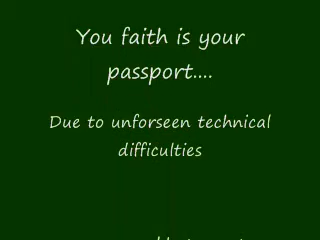 You faith is your
passport....
Due to unforseen technical
difficulties